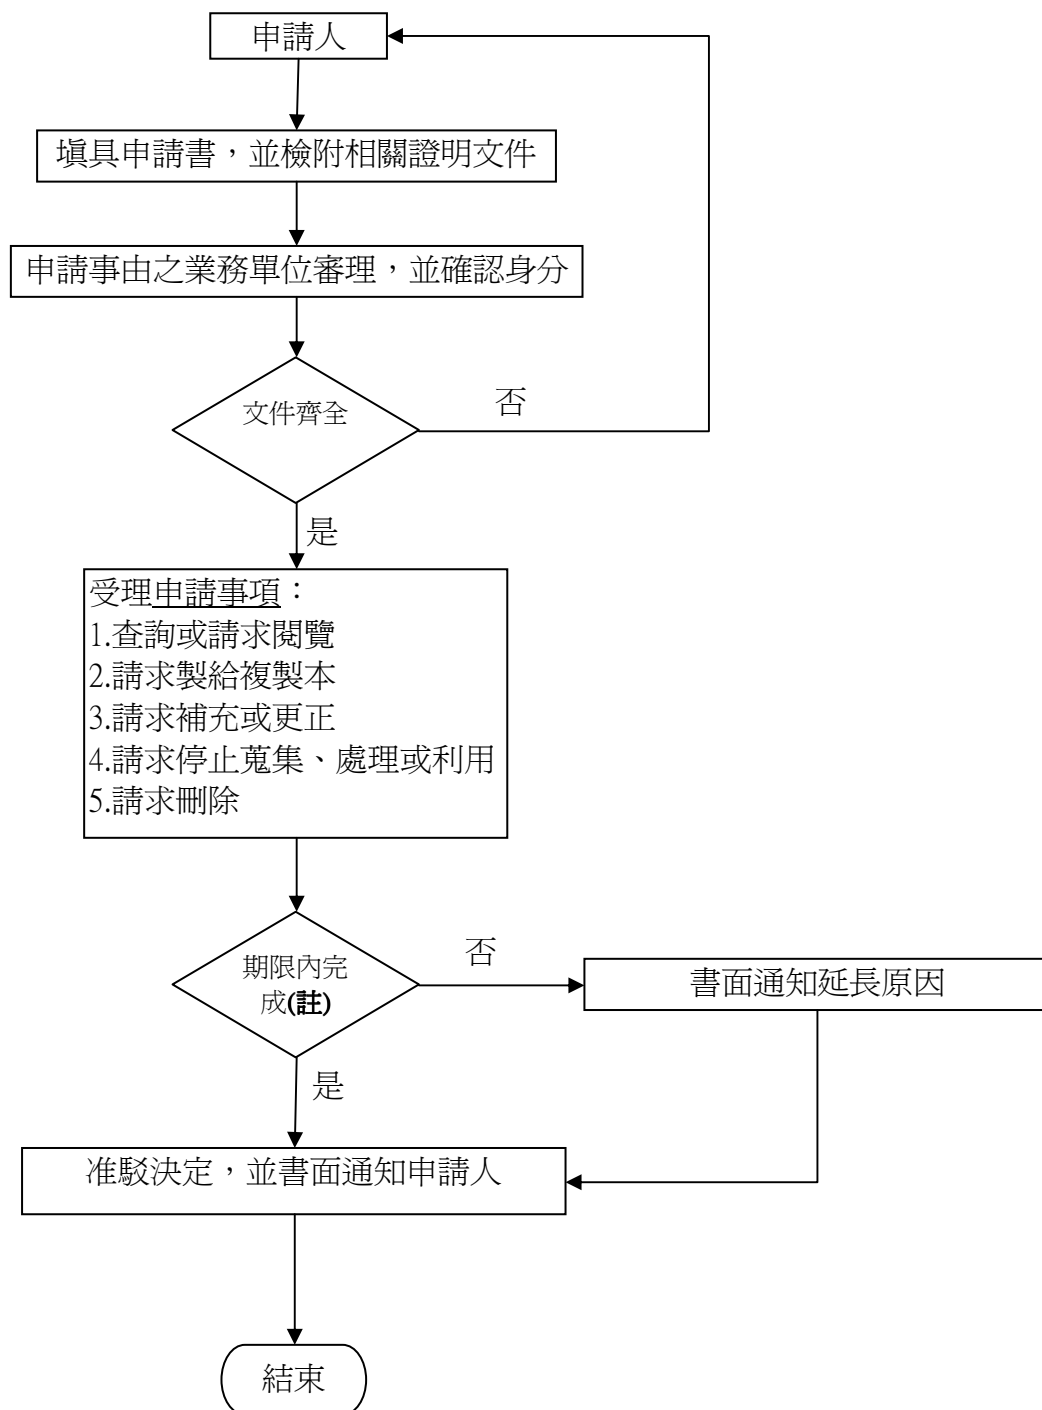 申請人
填具申請書，並檢附相關證明文件
申請事由之業務單位審理，並確認身分
文件齊全
否
是
受理申請事項：
1.查詢或請求閱覽
2.請求製給複製本
3.請求補充或更正
4.請求停止蒐集、處理或利用
5.請求刪除
期限內完
成(註)
否
書面通知延長原因
是
准駁決定，並書面通知申請人
結束